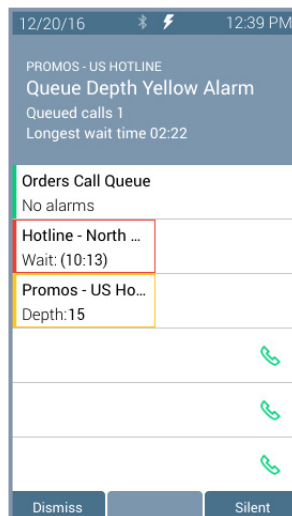 12/20/16 12:39 PM
PROMOS - US HOTLINE
Queue Depth Yellow Alarm
Queued calls 1
Longest wait time 02:22
Orders Call Queue
No alarms
Hotline - North ...
Wait: (10:13)
Promos - US Ho...
Depth:15
Dismiss Silent